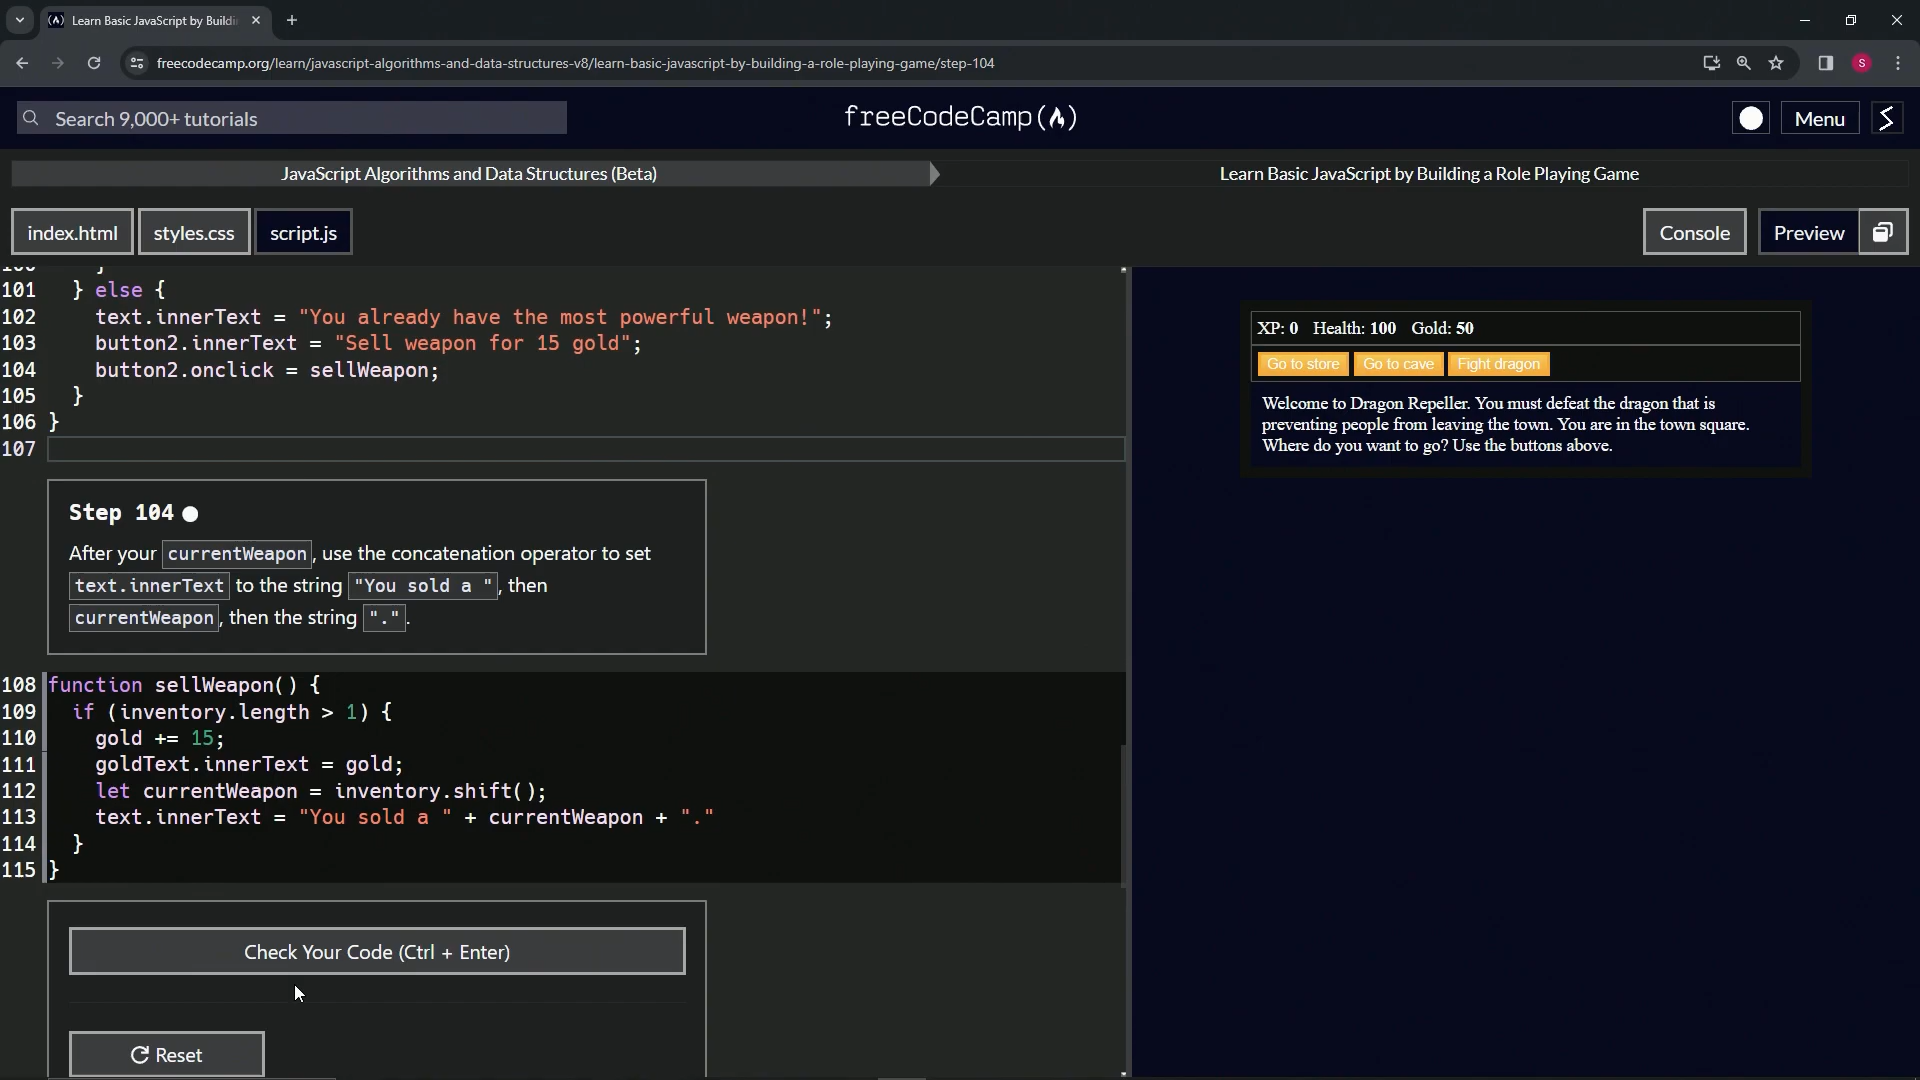 Learn Basic JavaScript by Buildi
freecodecamp.org/learn/javascript-algorithms-and-data-structures-v8/learn-basic-javascript-by-building-a-role-playing-game/step-104
S
Search 9,000+ tutorials
freeCodeCamp(🔥)
Menu
JavaScript Algorithms and Data Structures (Beta)
Learn Basic JavaScript by Building a Role Playing Game
index.html
styles.css
script.js
Console
Preview
100 }
101 } else {
102 text.innerText = "You already have the most powerful weapon!";
103 button2.innerText = "Sell weapon for 15 gold";
104 button2.onclick = sellWeapon;
105 }
106 }
107
XP: 0 Health: 100 Gold: 50
Go to store Go to cave Fight dragon
Welcome to Dragon Repeller. You must defeat the dragon that is
preventing people from leaving the town. You are in the town square.
Where do you want to go? Use the buttons above.
Step 104
After your currentWeapon, use the concatenation operator to set
text.innerText to the string "You sold a ", then
currentWeapon, then the string ".".
108 function sellWeapon() {
109 if (inventory.length > 1) {
110 gold += 15;
111 goldText.innerText = gold;
112 let currentWeapon = inventory.shift();
113 text.innerText = "You sold a " + currentWeapon + "."
114 }
115 }
Check Your Code (Ctrl + Enter)
Reset